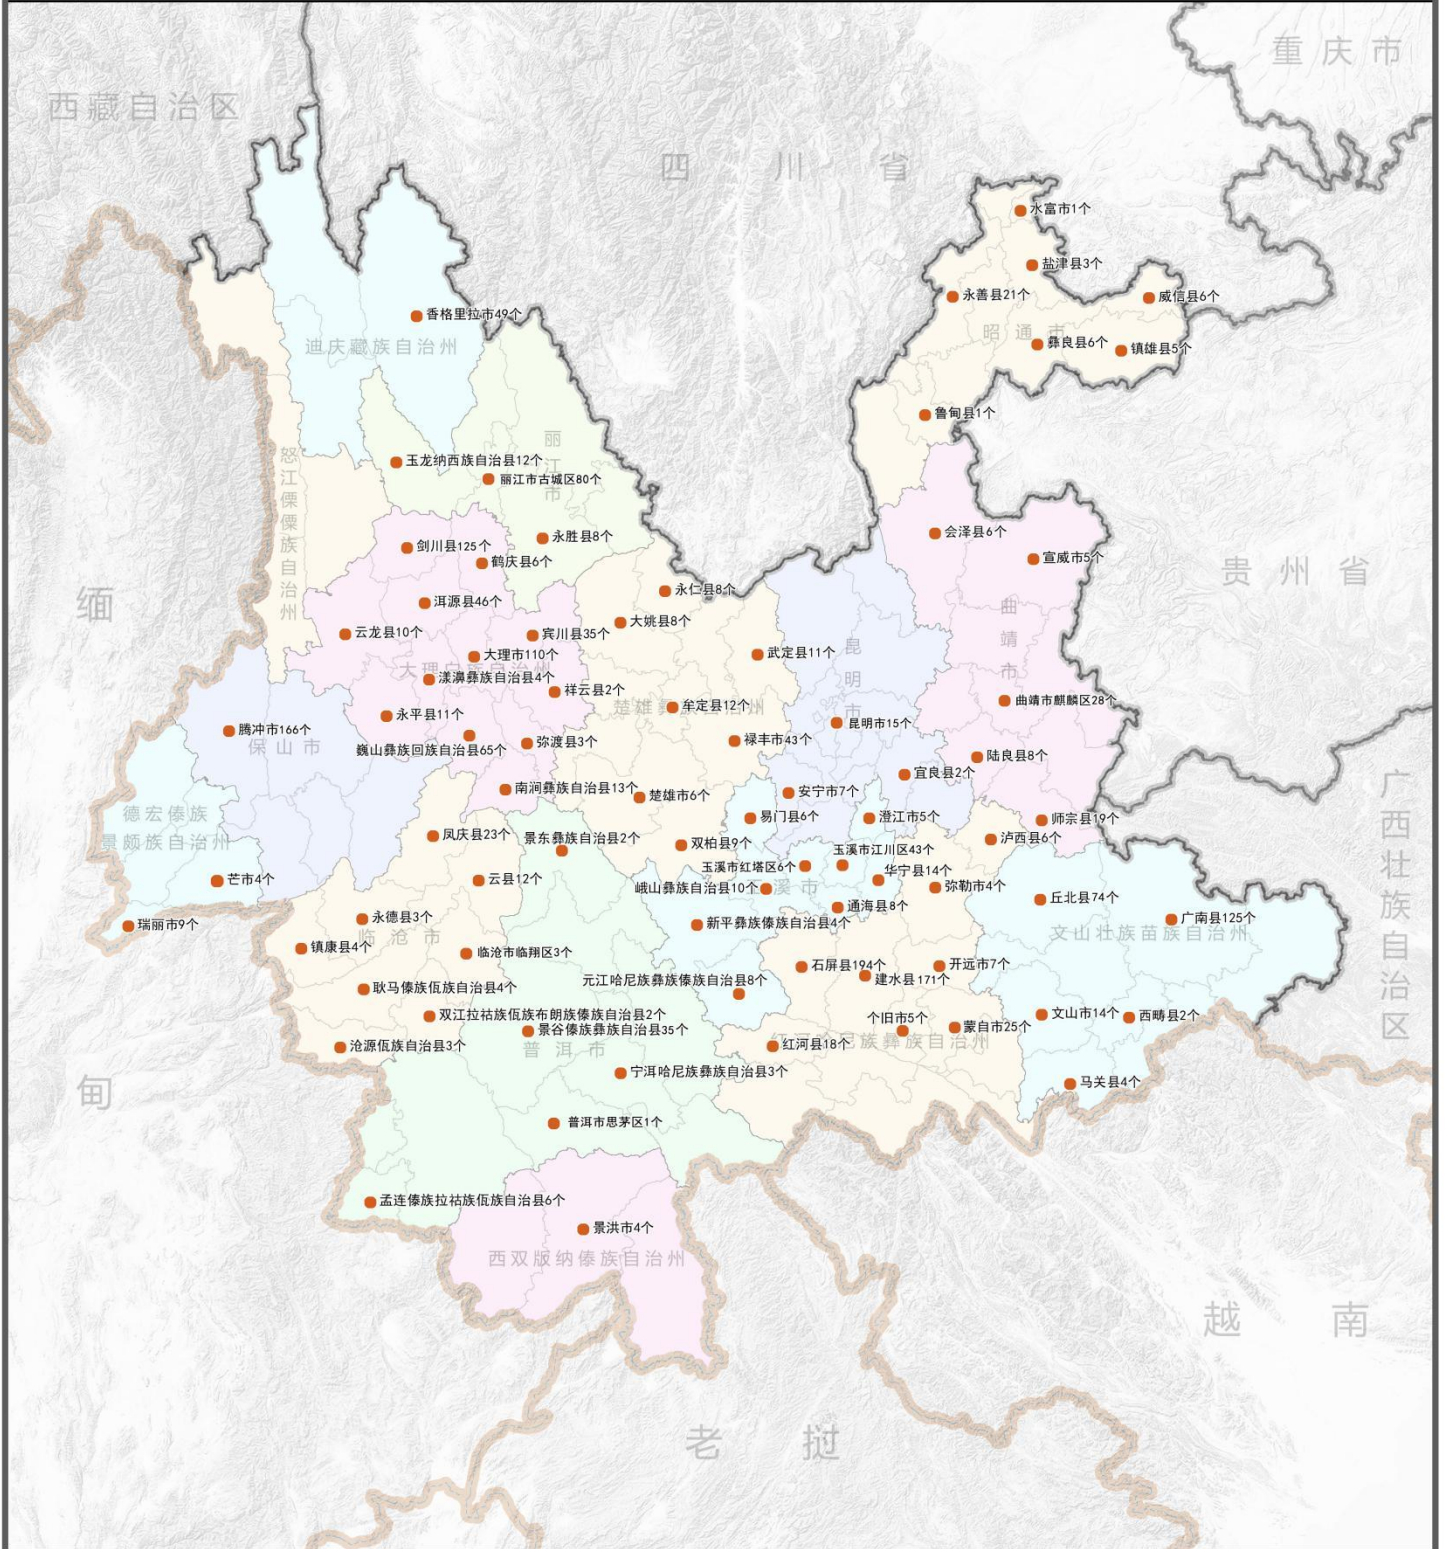 重庆市
西藏自治区
四川省
水富市1个
盐津县3个
永善县21个
威信县6个
香格里拉市49个
昭通市
迪庆藏族自治州
彝良县6个
镇雄县5个
鲁甸县1个
丽江市
怒江傈僳族自治州
玉龙纳西族自治县12个
丽江市古城区80个
会泽县6个
永胜县8个
剑川县125个
宣威市5个
鹤庆县6个
贵州省
永仁县8个
缅甸
洱源县46个
曲靖市
大姚县8个
云龙县10个
宾川县35个
昆明市
武定县11个
大理市110个
大理白族自治州
漾濞彝族自治县4个
祥云县2个
曲靖市麒麟区28个
牟定县12个
楚雄彝族自治州
永平县11个
昆明市15个
腾冲市166个
保山市
禄丰市43个
弥渡县3个
巍山彝族回族自治县65个
陆良县8个
宜良县2个
广西壮族自治区
南涧彝族自治县13个
安宁市7个
楚雄市6个
德宏傣族
景颇族自治州
易门县6个
澄江市5个
师宗县19个
凤庆县23个
景东彝族自治县2个
泸西县6个
双柏县9个
玉溪市江川区43个
玉溪市红塔区6个
华宁县14个
芒市4个
云县12个
峨山彝族自治县10个
玉溪市
弥勒市4个
丘北县74个
通海县8个
永德县3个
广南县125个
瑞丽市9个
新平彝族傣族自治县4个
文山壮族苗族自治州
临沧市
镇康县4个
临沧市临翔区3个
石屏县194个
开远市7个
元江哈尼族彝族傣族自治县8个
建水县171个
耿马傣族佤族自治县4个
双江拉祜族佤族布朗族傣族自治县2个
文山市14个
西畴县2个
个旧市5个
景谷傣族彝族自治县35个
蒙自市25个
红河哈尼族彝族自治州
沧源佤族自治县3个
普洱市
红河县18个
宁洱哈尼族彝族自治县3个
马关县4个
普洱市思茅区1个
孟连傣族拉祜族佤族自治县6个
景洪市4个
西双版纳傣族自治州
越南
老挝